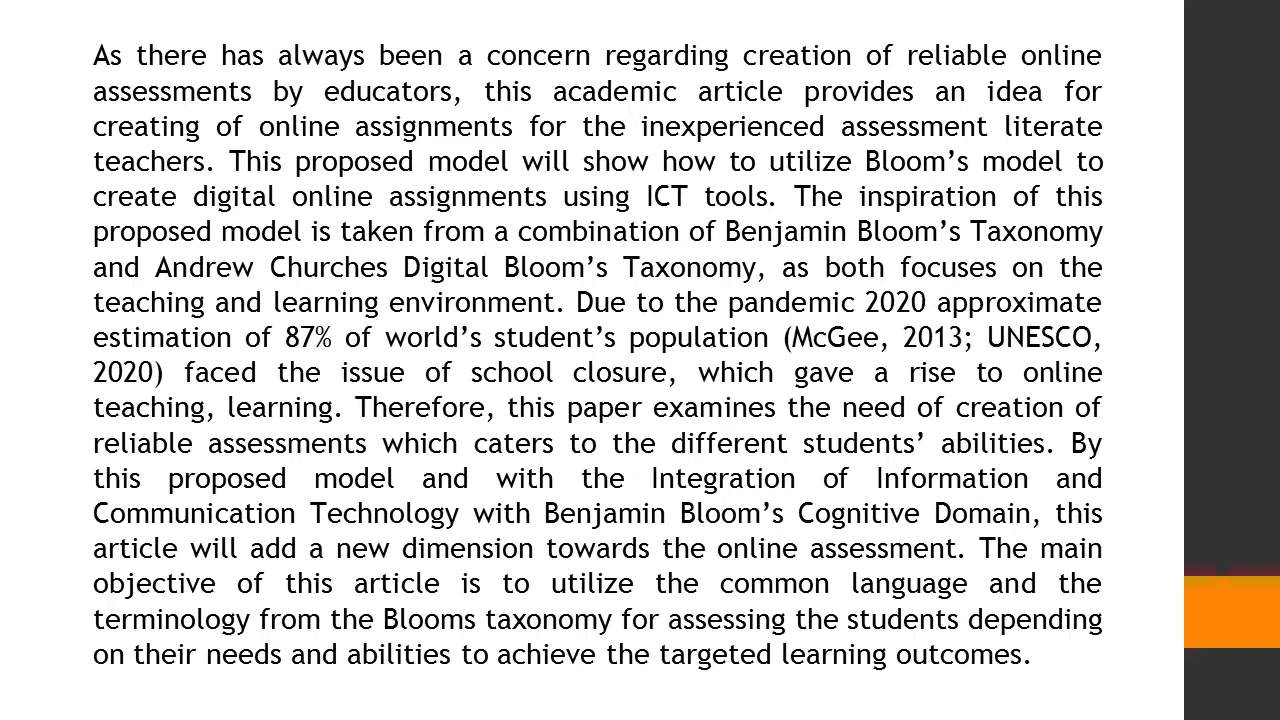 As there has always been a concern regarding creation of reliable online
assessments by educators, this academic article provides an idea for
creating of online assignments for the inexperienced assessment literate
teachers. This proposed model will show how to utilize Bloom’s model to
create digital online assignments using ICT tools. The inspiration of this
proposed model is taken from a combination of Benjamin Bloom’s Taxonomy
and Andrew Churches Digital Bloom’s Taxonomy, as both focuses on the
teaching and learning environment. Due to the pandemic 2020 approximate
estimation of 87% of world’s student’s population (McGee, 2013; UNESCO,
2020) faced the issue of school closure, which gave a rise to online
teaching, learning. Therefore, this paper examines the need of creation of
reliable assessments which caters to the different students’ abilities. By
this proposed model and with the Integration of Information and
Communication Technology with Benjamin Bloom’s Cognitive Domain, this
article will add a new dimension towards the online assessment. The main
objective of this article is to utilize the common language and the
terminology from the Blooms taxonomy for assessing the students depending
on their needs and abilities to achieve the targeted learning outcomes.